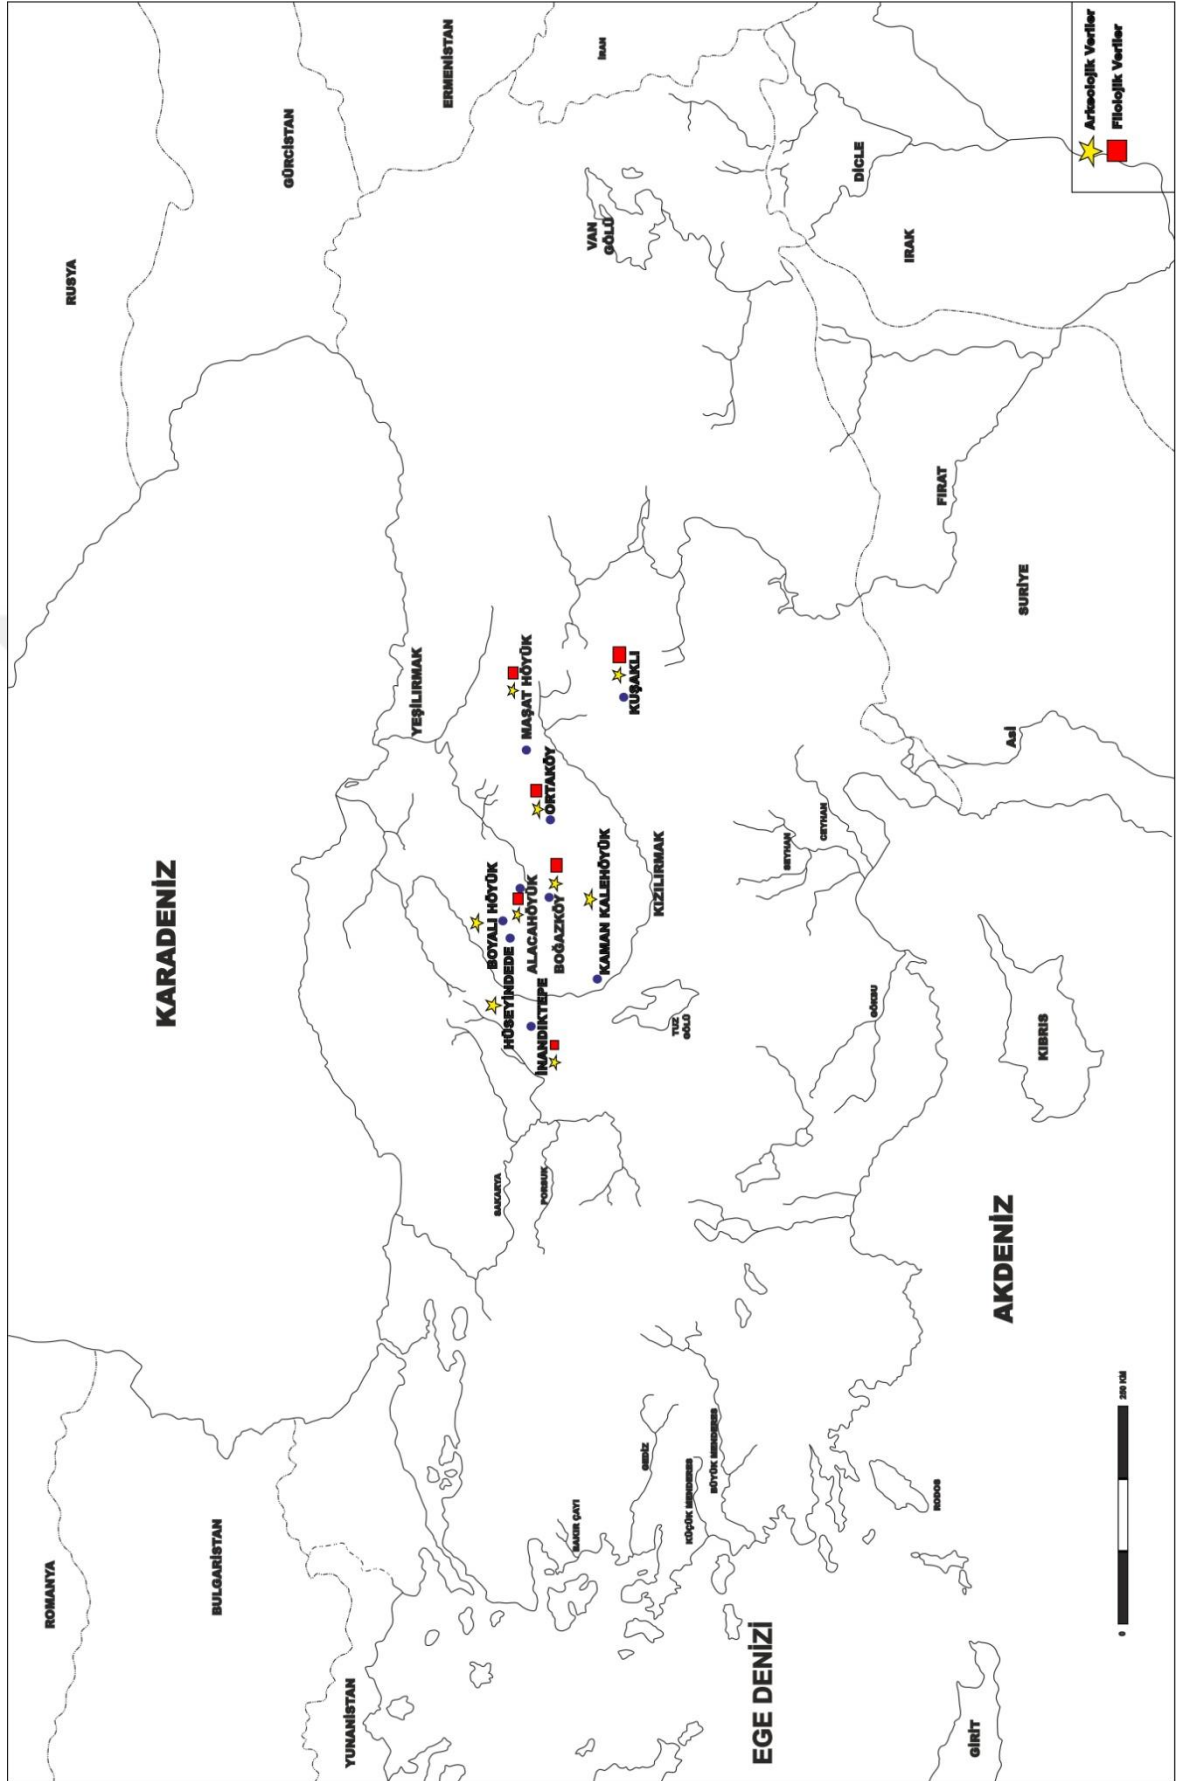 ROMANYA
BULGARİSTAN
YUNANİSTAN
RUSYA
GÜRCİSTAN
ERMENİSTAN
İRAN
KARADENİZ
YEŞİLIRMAK
VAN
GÖLÜ
DİCLE
IRAK
FIRAT
SURİYE
Asi
BOYALI HÖYÜK
HÜSEYİNDEDE
ALACAHÖYÜK
BOĞAZKÖY
İNANDIKTEPE
MAŞAT HÖYÜK
ORTAKÖY
KUŞAKLI
KAMAN KALEHÖYÜK
KIZILIRMAK
TUZ
GÖLÜ
SAKARYA
PORSUK
SEYHAN
CEYHAN
GÖKSU
BAKIR ÇAYI
GEDİZ
KÜÇÜK MENDERES
BÜYÜK MENDERES
EGE DENİZİ
AKDENİZ
KIBRIS
RODOS
GİRİT
0 250 KM
Arkeolojik Veriler
Filolojik Veriler